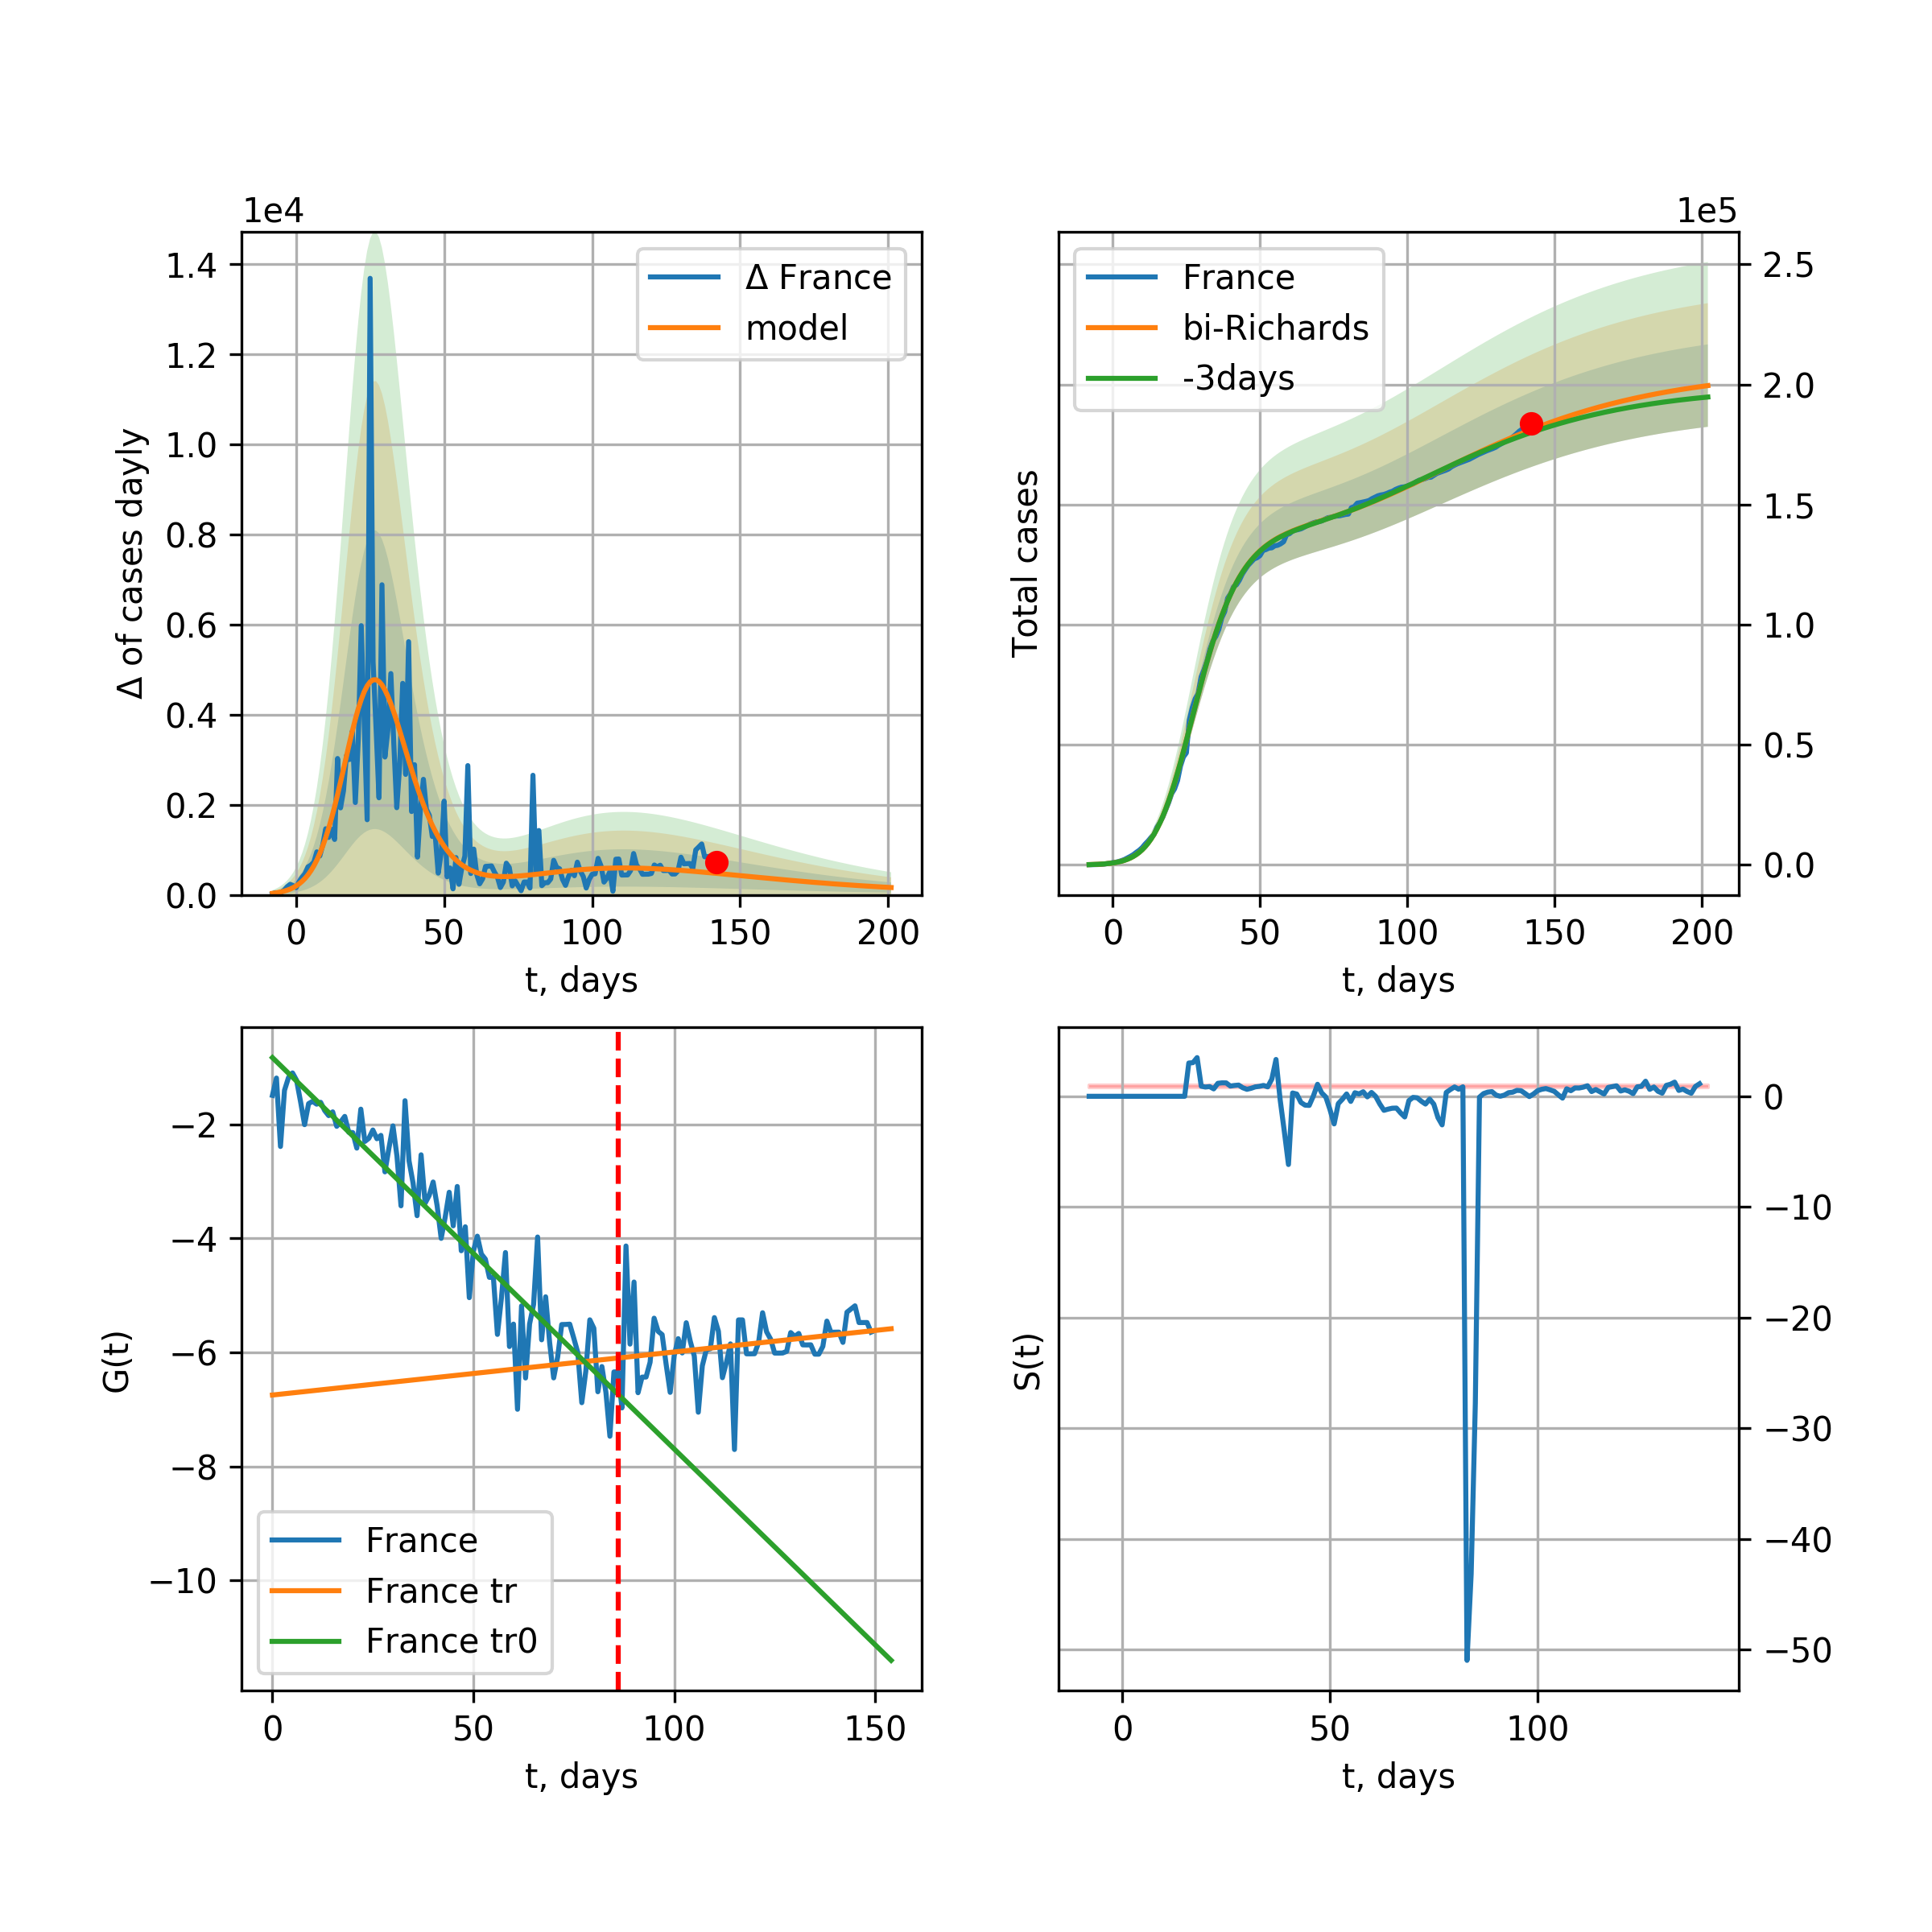 1e4
1.4
1.2
1.0
0.8
0.6
0.4
0.2
0.0
Δ of cases dayly
Δ France
model
0 50 100 150 200
t, days
1e5
2.5
2.0
1.5
1.0
0.5
0.0
Total cases
France
bi-Richards
-3days
0 50 100 150 200
t, days
−2
−4
−6
−8
−10
G(t)
France
France tr
France tr0
0 50 100 150
t, days
0
−10
−20
−30
−40
−50
S(t)
0 50 100
t, days